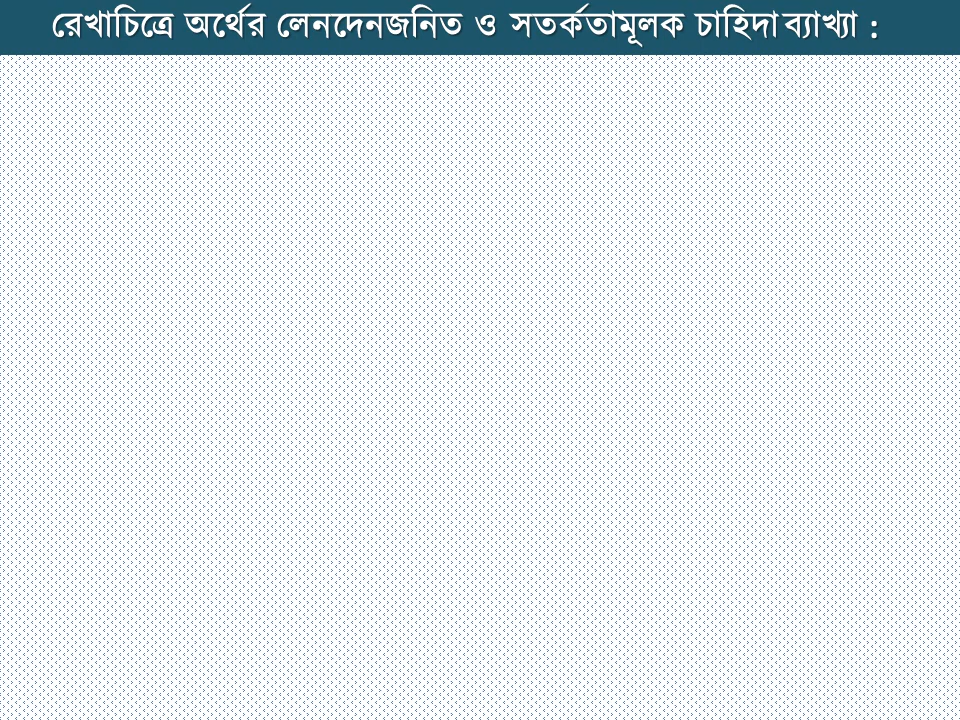 রেখাচিত্রে অর্থের লেনদেনজনিত ও সতর্কতামূলক চাহিদা ব্যাখ্যা :